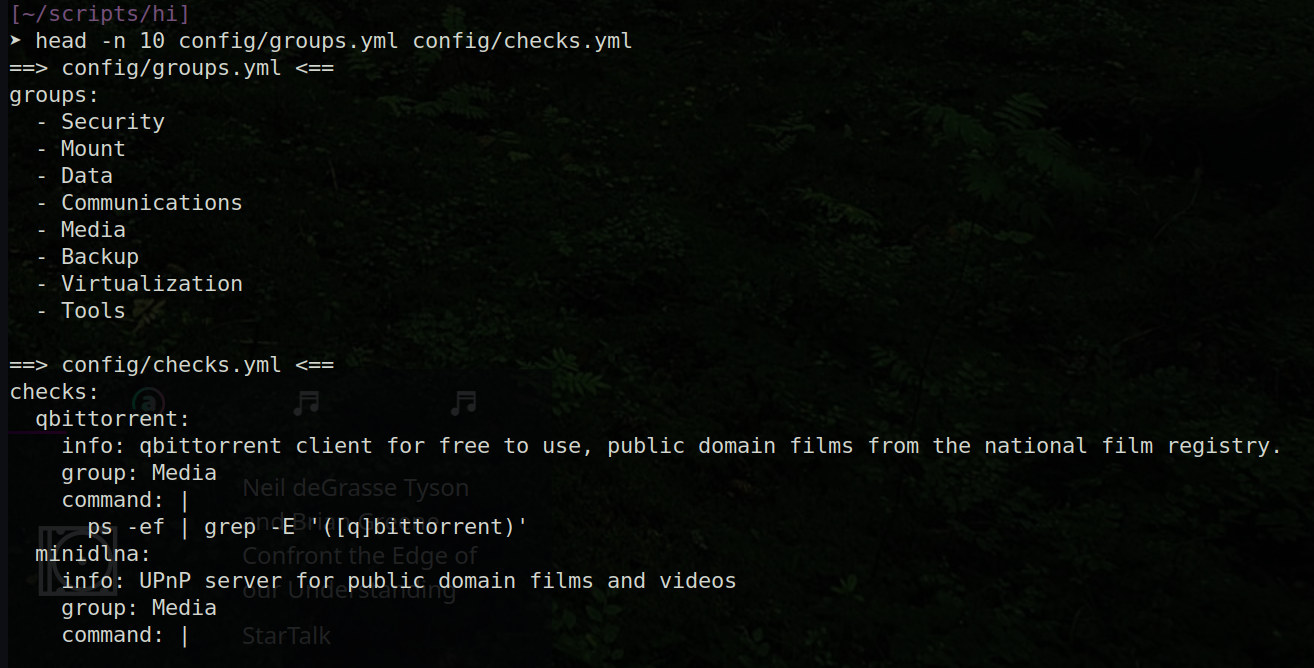 [~/scripts/hi]
➤ head -n 10 config/groups.yml config/checks.yml
==> config/groups.yml <==
groups:
  - Security
  - Mount
  - Data
  - Communications
  - Media
  - Backup
  - Virtualization
  - Tools

==> config/checks.yml <==
checks:
  qbittorrent:
    info: qbittorrent client for free to use, public domain films from the national film registry.
    group: Media
    command: |
      ps -ef | grep -E '([q]bittorrent)'
  minidlna:
    info: UPnP server for public domain films and videos
    group: Media
    command: |
Neil deGrasse Tyson
and Brian Greene
Confront the Edge of
our Understanding
StarTalk